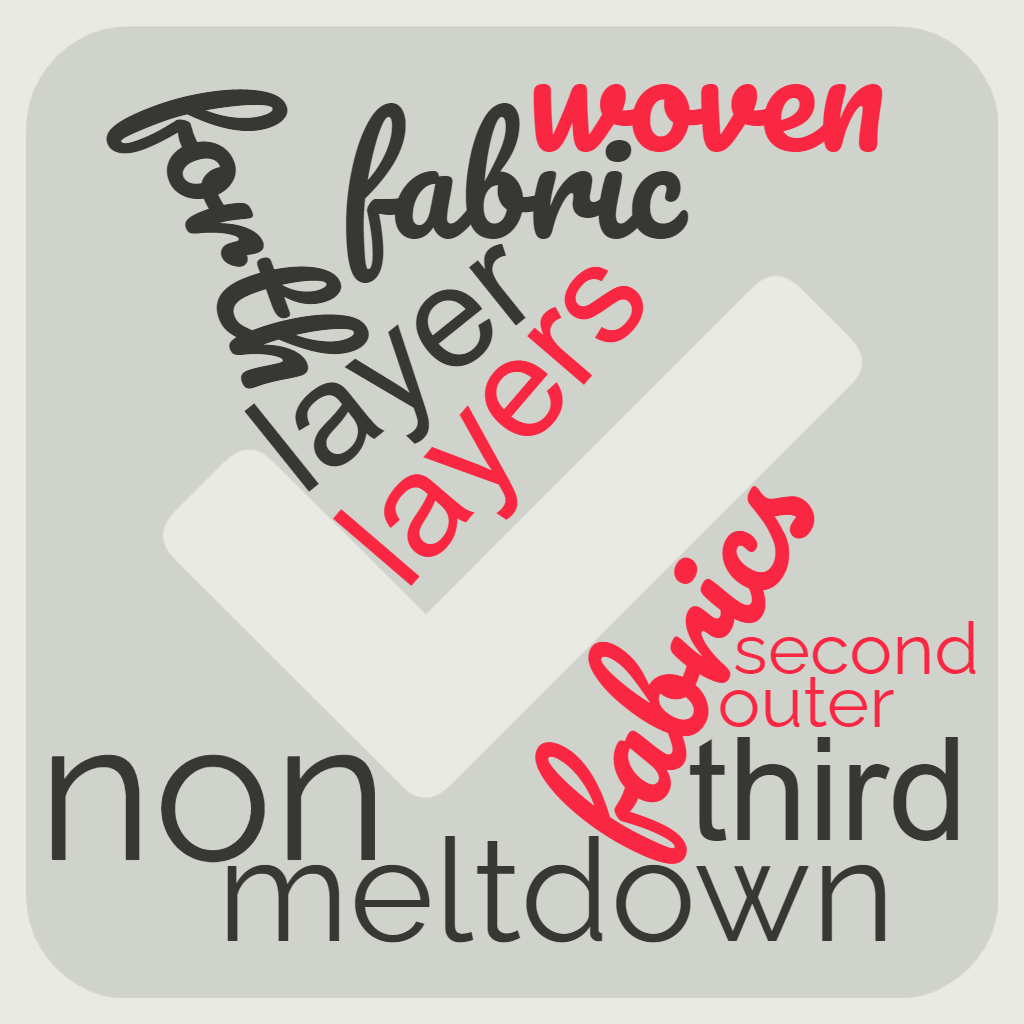 woven
forth
fabric
layer
layers
fabrics
second
outer
third
non
meltdown